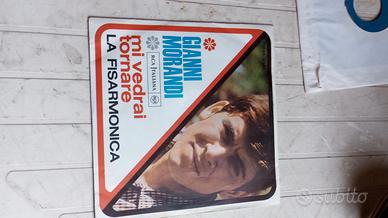 GIANNI
MORANDI
RCA ITALIANA
mi vedrai
tornare
LA FISARMONICA
subito